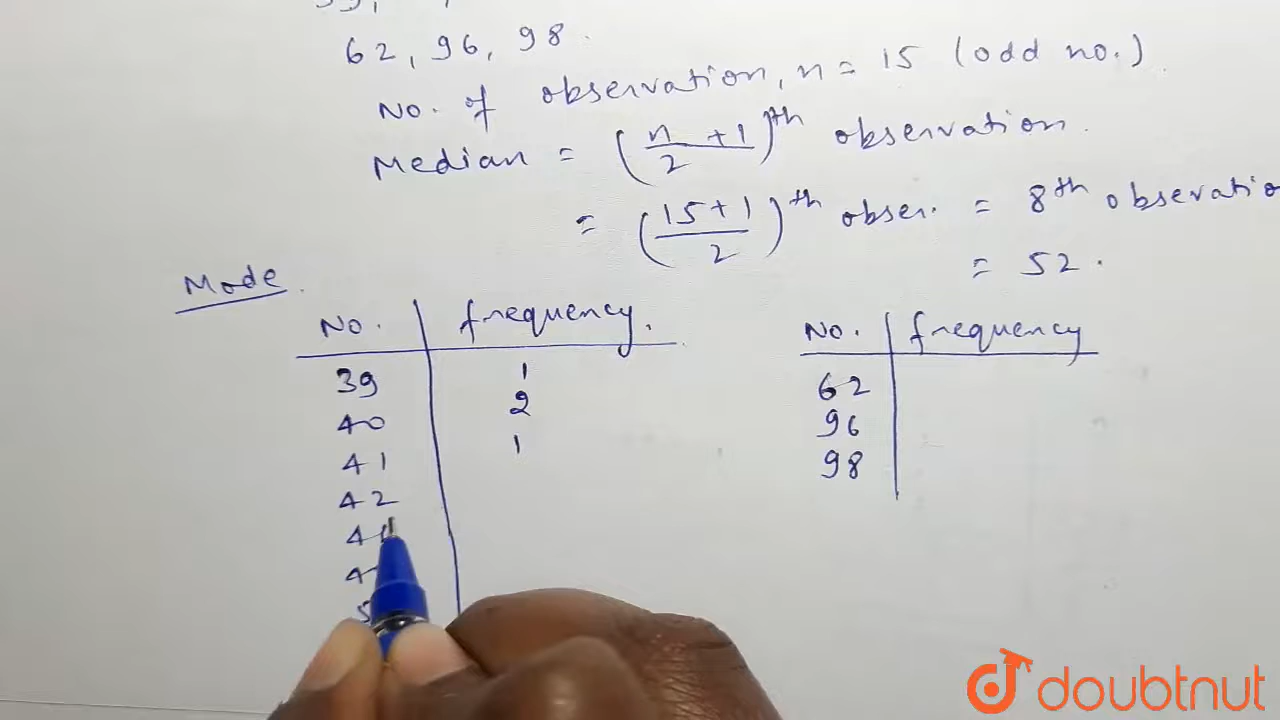 62, 96, 98.
No. of observation, n = 15 (odd no.)
Median = (n+1/2)th observation.
= (15+1/2)th obser. = 8th observatio
= 52.
Mode.
No. frequency.
39 1
40 2
41 1
42
No. frequency
62
96
98
doubtnut